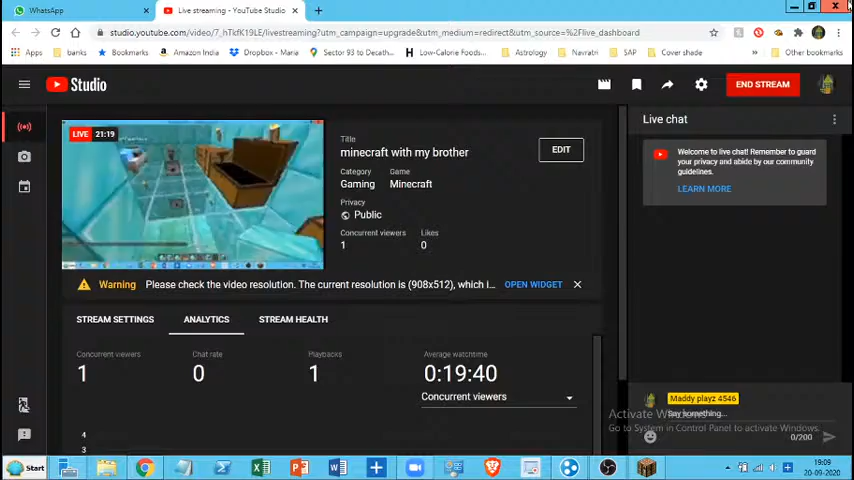 WhatsApp
Live streaming - YouTube Studio
studio.youtube.com/video/7_hTkfK19LE/livestreaming?utm_campaign=upgrade&utm_medium=redirect&utm_source=%2Flive_dashboard
Apps banks Bookmarks Amazon India Dropbox - Maria Sector 93 to Dekath... Low-Calorie Foods... Astrology Navratri SAP Cover shade Other bookmarks
Studio
END STREAM
LIVE 21:19
Title
minecraft with my brother
EDIT
Category Game
Gaming Minecraft
Privacy
Public
Concurrent viewers Likes
1 0
Warning Please check the video resolution. The current resolution is (908x512), which i... OPEN WIDGET
STREAM SETTINGS ANALYTICS STREAM HEALTH
Concurrent viewers Chat rate Playbacks Average watchtime
1 0 1 0:19:40
Concurrent viewers
4
3
Live chat
Welcome to live chat! Remember to guard
your privacy and abide by our community
guidelines.
LEARN MORE
Maddy playz 4546
Say something...
Activate Windows
Go to System in Control Panel to activate Windows.
0/200
Start
19:09
20-09-2020